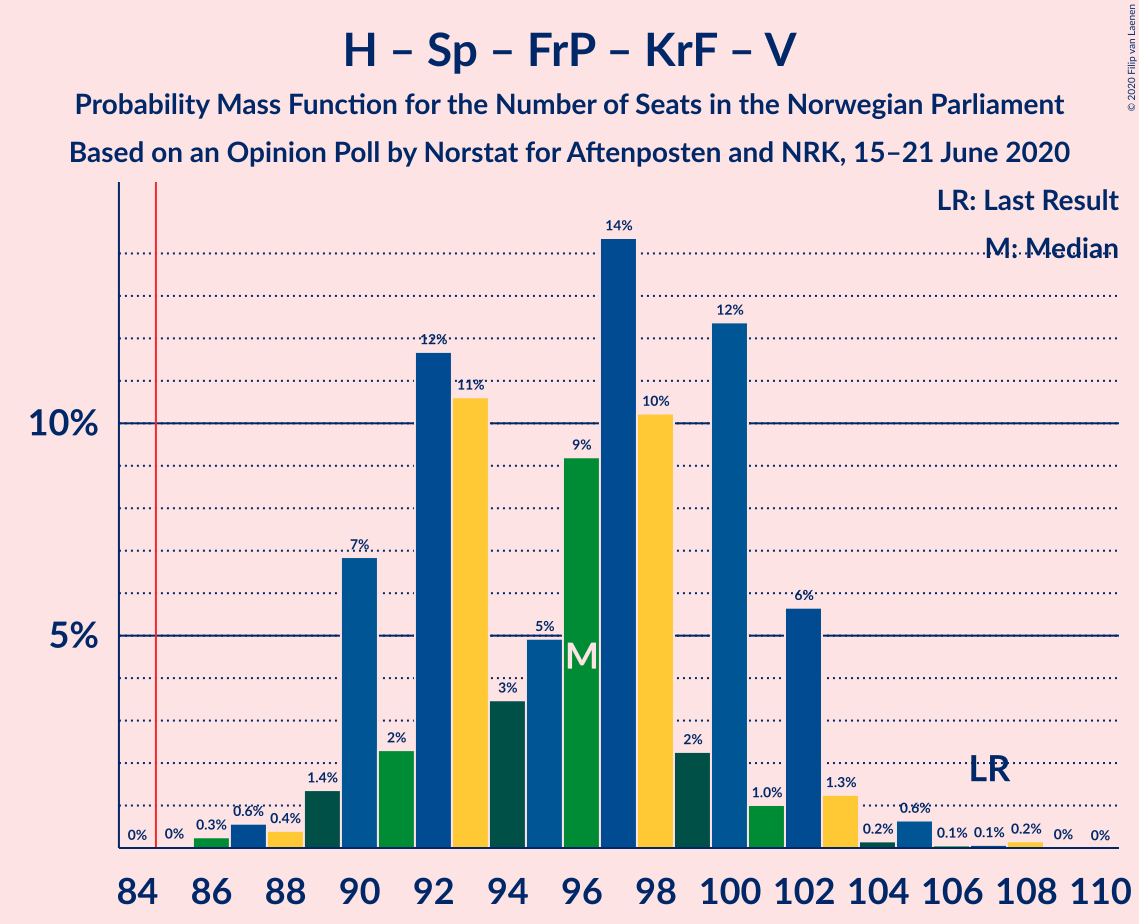 H – Sp – FrP – KrF – V
Probability Mass Function for the Number of Seats in the Norwegian Parliament
Based on an Opinion Poll by Norstat for Aftenposten and NRK, 15–21 June 2020
© 2020 Filip van Laenen
LR: Last Result
M: Median
10%
5%
0% 0% 0.3% 0.6% 0.4% 1.4% 7% 2% 12% 11% 3% 5% 9% 14% 10% 2% 12% 1.0% 6% 1.3% 0.2% 0.6% 0.1% 0.1% 0.2% 0% 0%
M
LR
84 86 88 90 92 94 96 98 100 102 104 106 108 110